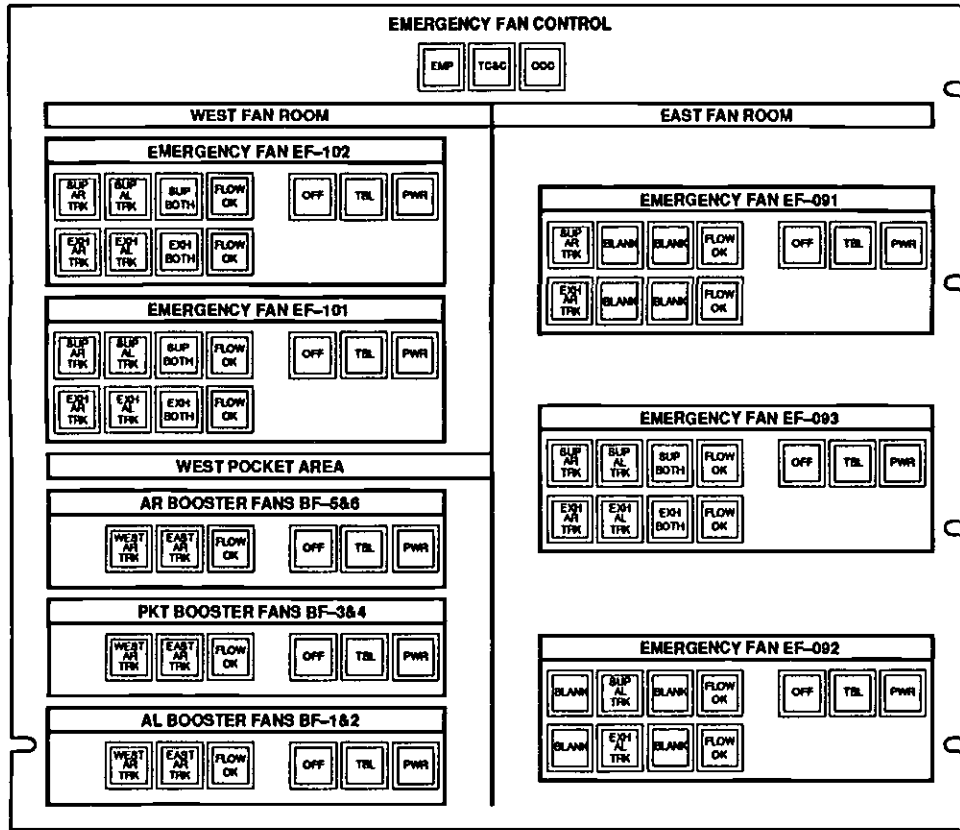 EMERGENCY FAN CONTROL
EMP TC&C OCC
WEST FAN ROOM
EMERGENCY FAN EF-102
SUP AR TRK SUP AL TRK SUP BOTH FLOW OK OFF TBL PWR
EXH AR TRK EXH AL TRK EXH BOTH FLOW OK
EMERGENCY FAN EF-101
SUP AR TRK SUP AL TRK SUP BOTH FLOW OK OFF TBL PWR
EXH AR TRK EXH AL TRK EXH BOTH FLOW OK
WEST POCKET AREA
AR BOOSTER FANS BF-5&6
WEST AR TRK EAST AR TRK FLOW OK OFF TBL PWR
PKT BOOSTER FANS BF-3&4
WEST AR TRK EAST AR TRK FLOW OK OFF TBL PWR
AL BOOSTER FANS BF-1&2
WEST AR TRK EAST AR TRK FLOW OK OFF TBL PWR
EAST FAN ROOM
EMERGENCY FAN EF-091
SUP AR TRK BLANK BLANK FLOW OK OFF TBL PWR
EXH AR TRK BLANK BLANK FLOW OK
EMERGENCY FAN EF-093
SUP AR TRK SUP AL TRK SUP BOTH FLOW OK OFF TBL PWR
EXH AR TRK EXH AL TRK EXH BOTH FLOW OK
EMERGENCY FAN EF-092
BLANK SUP AL TRK BLANK FLOW OK OFF TBL PWR
BLANK EXH AL TRK BLANK FLOW OK